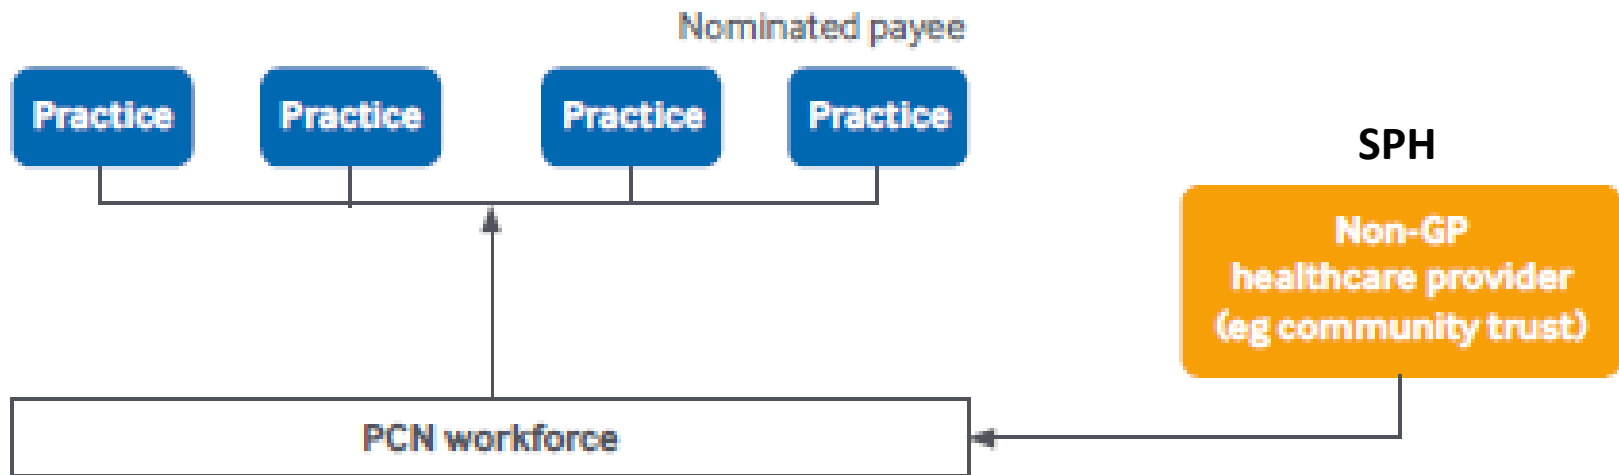 Nominated payee
Practice
Practice
Practice
Practice
SPH
Non-GP
healthcare provider
(eg community trust)
PCN workforce